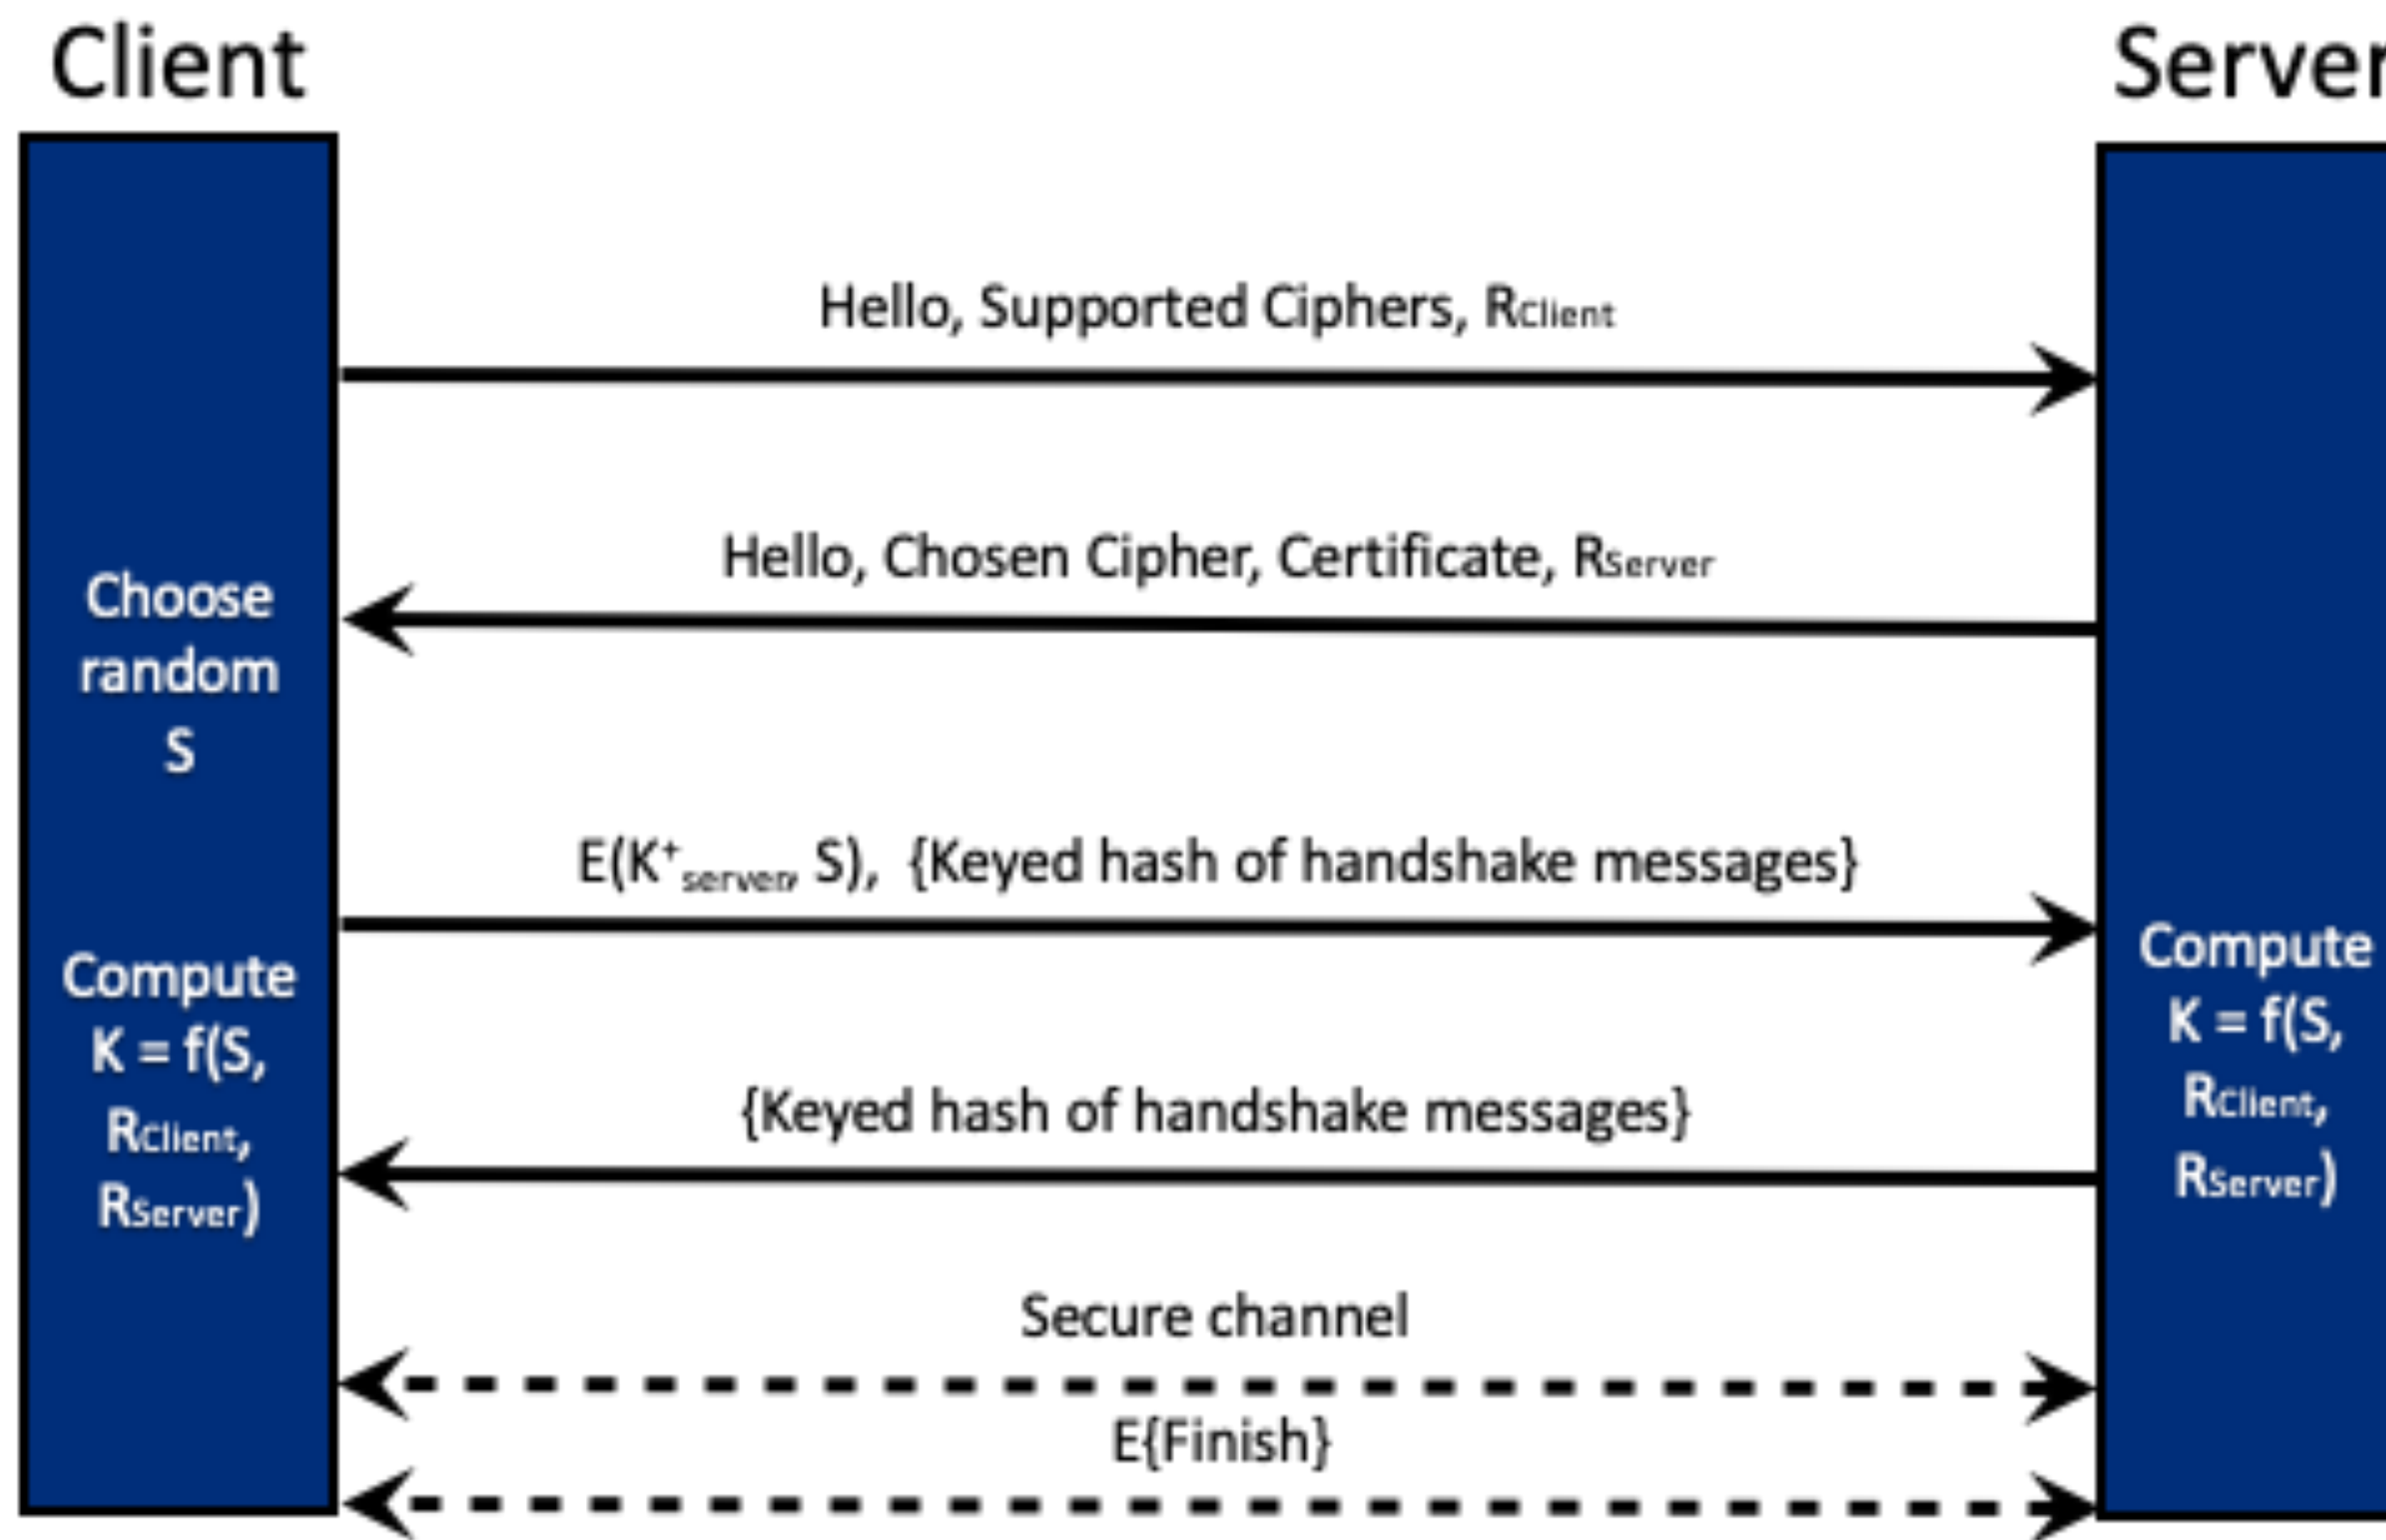 Client
Server
Hello, Supported Ciphers, RClient
Hello, Chosen Cipher, Certificate, RServer
Choose
random
S
E(K+server, S), {Keyed hash of handshake messages}
Compute
K = f(S,
RClient,
RServer)
Compute
K = f(S,
RClient,
RServer)
{Keyed hash of handshake messages}
Secure channel
E{Finish}